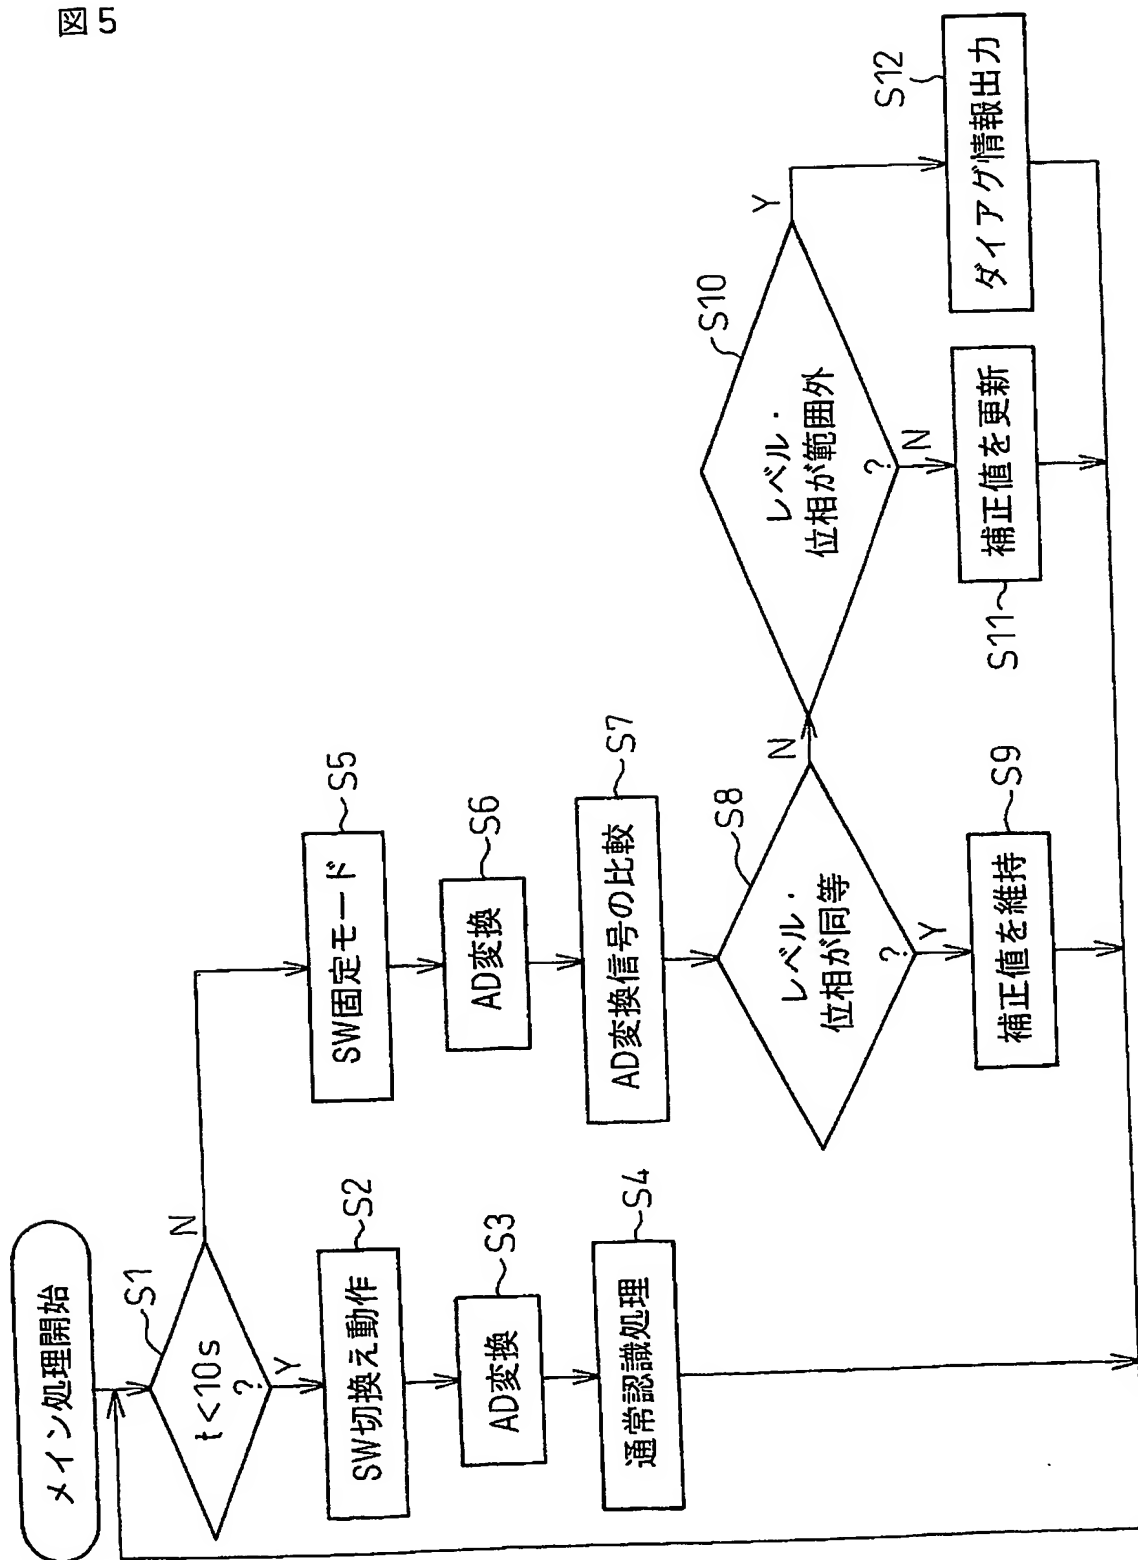 図5
メイン処理開始
S1
t<10s
?
N
Y
S2
SW切換え動作
S3
AD変換
S4
通常認識処理
S5
SW固定モード
S6
AD変換
S7
AD変換信号の比較
S8
レベル・
位相が同等
?
N
Y
S9
補正値を維持
S10
レベル・
位相が範囲外
?
Y
N
S11
補正値を更新
S12
ダイアグ情報出力